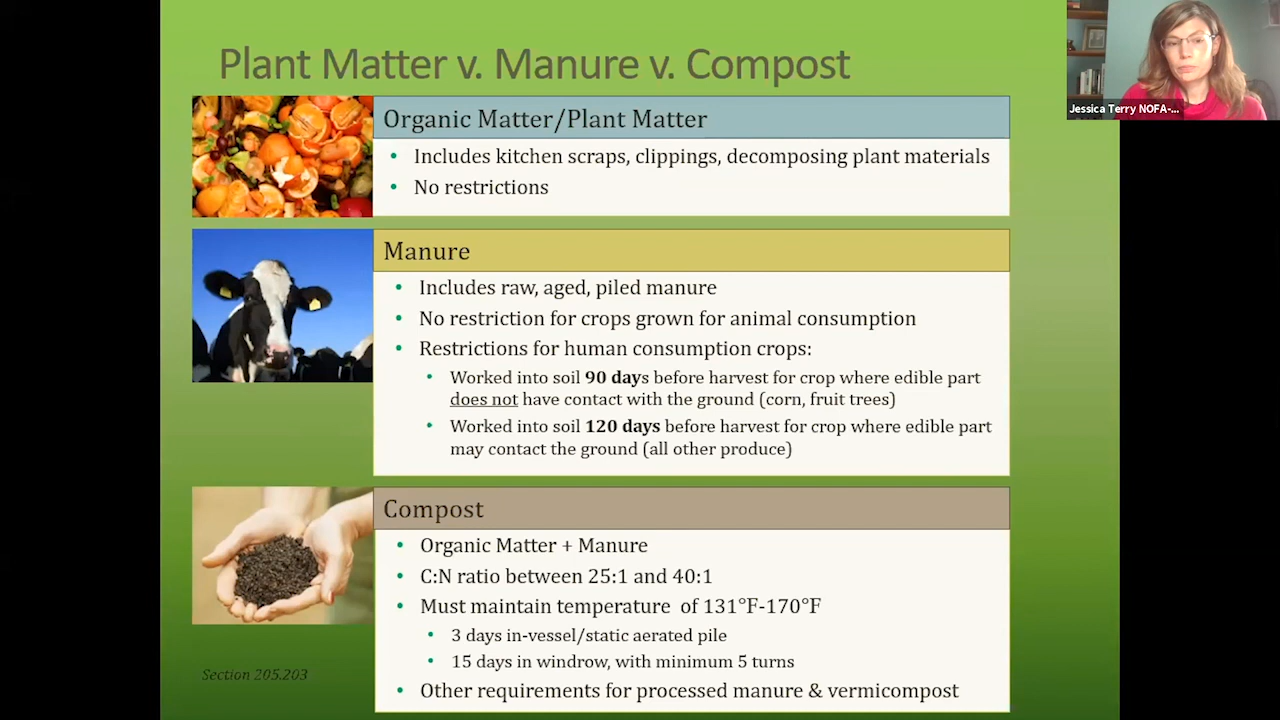 Plant Matter v. Manure v. Compost
Jessica Terry NOFA-...
Organic Matter/Plant Matter
• Includes kitchen scraps, clippings, decomposing plant materials
• No restrictions
Manure
• Includes raw, aged, piled manure
• No restriction for crops grown for animal consumption
• Restrictions for human consumption crops:
• Worked into soil 90 days before harvest for crop where edible part
does not have contact with the ground (corn, fruit trees)
• Worked into soil 120 days before harvest for crop where edible part
may contact the ground (all other produce)
Compost
• Organic Matter + Manure
• C:N ratio between 25:1 and 40:1
• Must maintain temperature of 131°F-170°F
• 3 days in-vessel/static aerated pile
• 15 days in windrow, with minimum 5 turns
• Other requirements for processed manure & vermicompost
Section 205.203